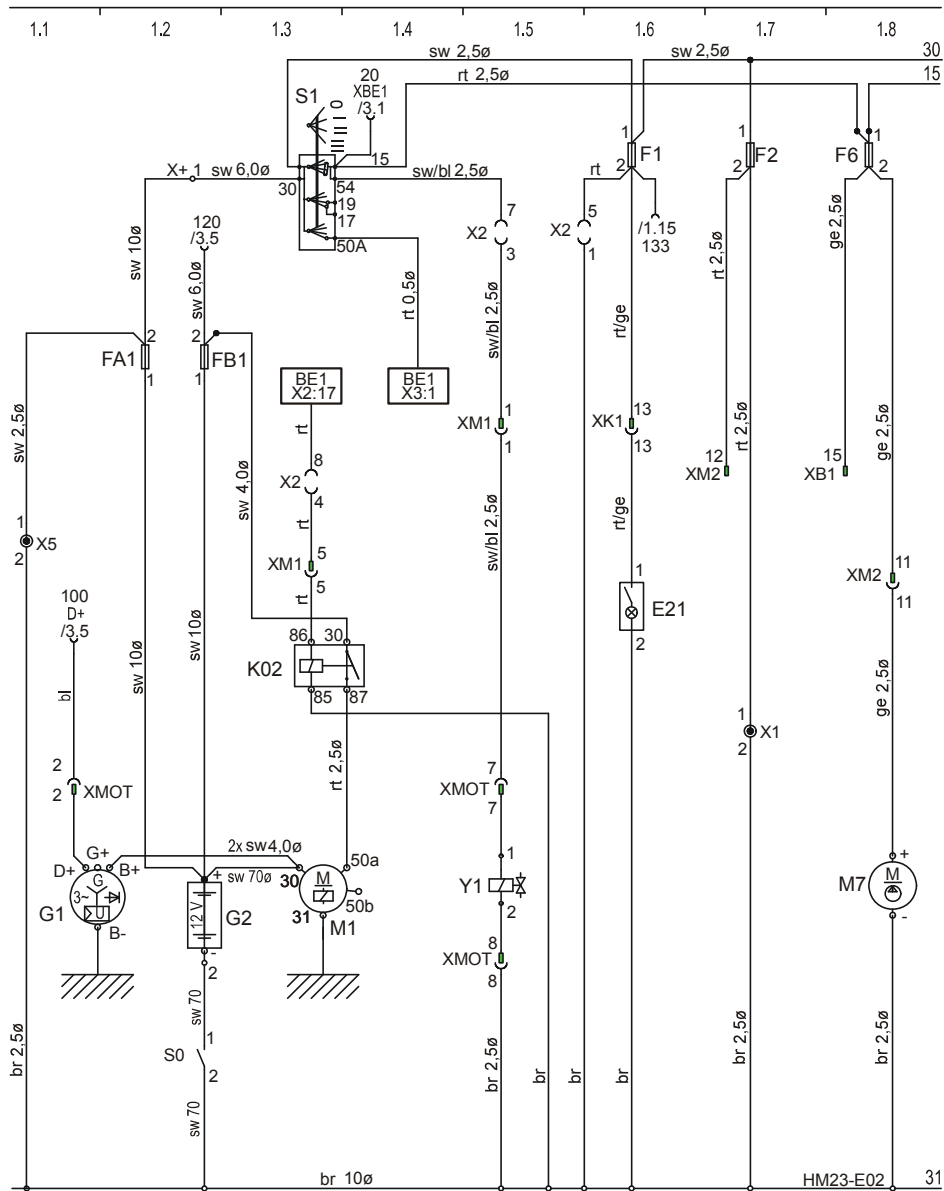 1.1 1.2 1.3 1.4 1.5 1.6 1.7 1.8
sw 2,5ø
sw 2,5ø
30
rt 2,5ø
15
20
XBE1
/3.1
S1
0
I
II
III
15
30
54
19
17
50A
X+ 1
sw 6,0ø
sw/bl 2,5ø
rt
1
F1
2
1
F2
2
1
F6
2
120
/3.5
7
X2
3
5
X2
1
/1.15
133
sw 10ø
sw 6,0ø
rt 0,5ø
sw/bl 2,5ø
rt/ge
rt 2,5ø
ge 2,5ø
2
FA1
1
2
FB1
1
BE1
X2:17
BE1
X3:1
sw 2,5ø
sw 4,0ø
rt
1
XM1
1
13
XK1
13
rt 2,5ø
12
XM2
15
XB1
ge 2,5ø
8
X2
4
rt
1
X5
2
5
XM1
5
rt
sw/bl 2,5ø
rt/ge
11
XM2
11
100
D+
/3.5
1
E21
2
86
30
K02
85
87
bl
sw 10ø
sw 10ø
rt 2,5ø
ge 2,5ø
1
X1
2
2
XMOT
2
7
XMOT
7
2x sw 4,0ø
G+
D+
B+
G
3~
U
G1
B-
+
sw 70ø
12 V
G2
-
2
30
50a
M
31
50b
M1
1
Y1
2
+
M7
M
-
8
XMOT
8
sw 70
1
S0
2
sw 70
br 2,5ø
br 2,5ø
br
br
br
br 2,5ø
br 2,5ø
br 10ø
HM23-E02
31